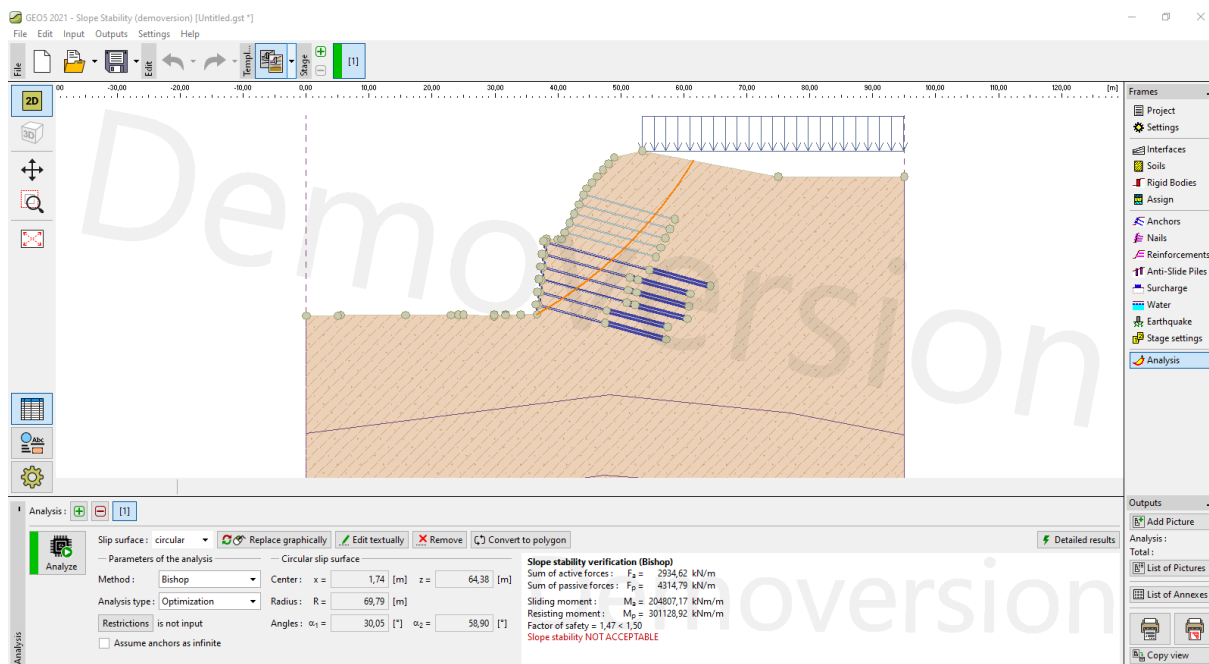 GEO5 2021 - Slope Stability (demoversion) [Untitled.gst *]
File Edit Input Outputs Settings Help
File Edit Templ... Stage [1]
2D 00 -30,00 -20,00 -10,00 0,00 10,00 20,00 30,00 40,00 50,00 60,00 70,00 80,00 90,00 100,00 110,00 120,00 [m]
3D
Demoversion
Abc
Frames
Project
Settings
Interfaces
Soils
Rigid Bodies
Assign
Anchors
Nails
Reinforcements
Anti-Slide Piles
Surcharge
Water
Earthquake
Stage settings
Analysis
Analysis : [1]
Analyze
Slip surface : circular Replace graphically Edit textually Remove Convert to polygon Detailed results
Parameters of the analysis
Method : Bishop
Analysis type : Optimization
Restrictions is not input
Assume anchors as infinite
Circular slip surface
Center : x = 1,74 [m] z = 64,38 [m]
Radius : R = 69,79 [m]
Angles : α1 = 30,05 [°] α2 = 58,90 [°]
Slope stability verification (Bishop)
Sum of active forces : Fa = 2934,62 kN/m
Sum of passive forces : Fp = 4314,79 kN/m
Sliding moment : Ma = 204807,17 kNm/m
Resisting moment : Mp = 301128,92 kNm/m
Factor of safety = 1,47 < 1,50
Slope stability NOT ACCEPTABLE
Demoversion
Analysis
Outputs
Add Picture
Analysis :
Total :
List of Pictures
List of Annexes
Copy view